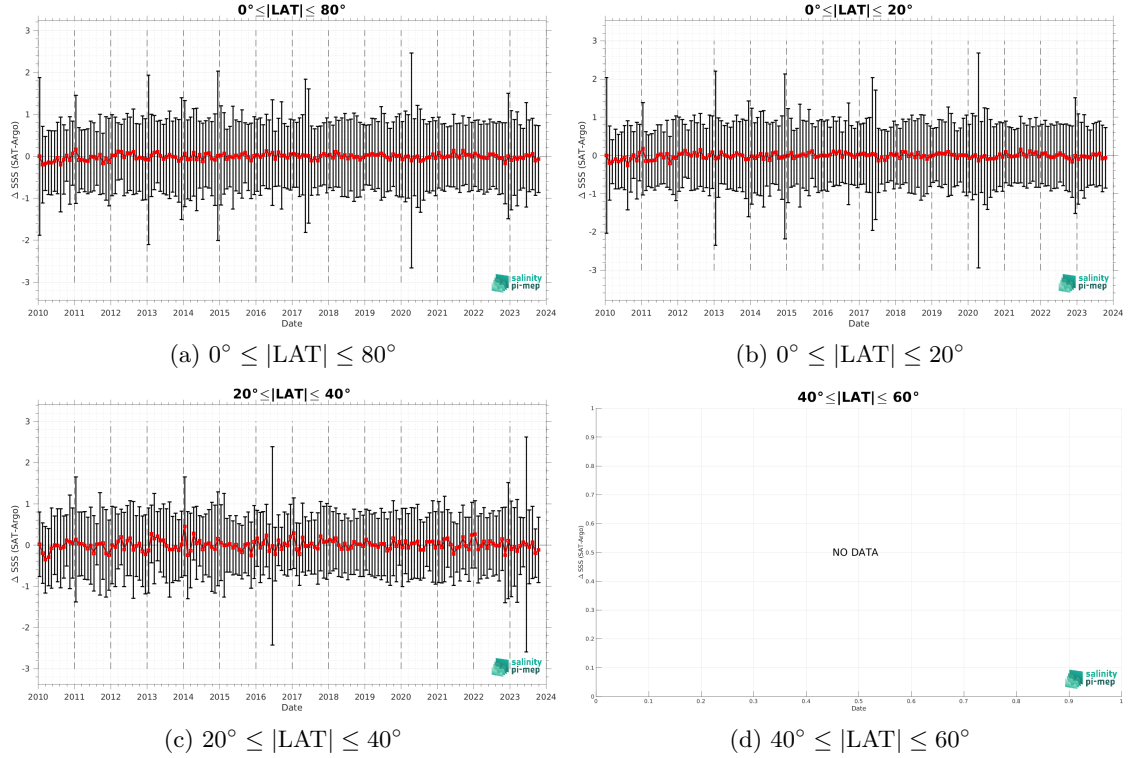 0°≤|LAT|≤ 80°
Δ SSS (SAT-Argo)
3
2
1
0
-1
-2
-3
salinity
pi-mep
2010 2011 2012 2013 2014 2015 2016 2017 2018 2019 2020 2021 2022 2023 2024
Date
(a) 0° ≤ |LAT| ≤ 80°
0°≤|LAT|≤ 20°
Δ SSS (SAT-Argo)
3
2
1
0
-1
-2
-3
salinity
pi-mep
2010 2011 2012 2013 2014 2015 2016 2017 2018 2019 2020 2021 2022 2023 2024
Date
(b) 0° ≤ |LAT| ≤ 20°
20°≤|LAT|≤ 40°
Δ SSS (SAT-Argo)
3
2
1
0
-1
-2
-3
salinity
pi-mep
2010 2011 2012 2013 2014 2015 2016 2017 2018 2019 2020 2021 2022 2023 2024
Date
(c) 20° ≤ |LAT| ≤ 40°
40°≤|LAT|≤ 60°
Δ SSS (SAT-Argo)
1
0.9
0.8
0.7
0.6
0.5
0.4
0.3
0.2
0.1
0
NO DATA
salinity
pi-mep
0 0.1 0.2 0.3 0.4 0.5 0.6 0.7 0.8 0.9 1
Date
(d) 40° ≤ |LAT| ≤ 60°